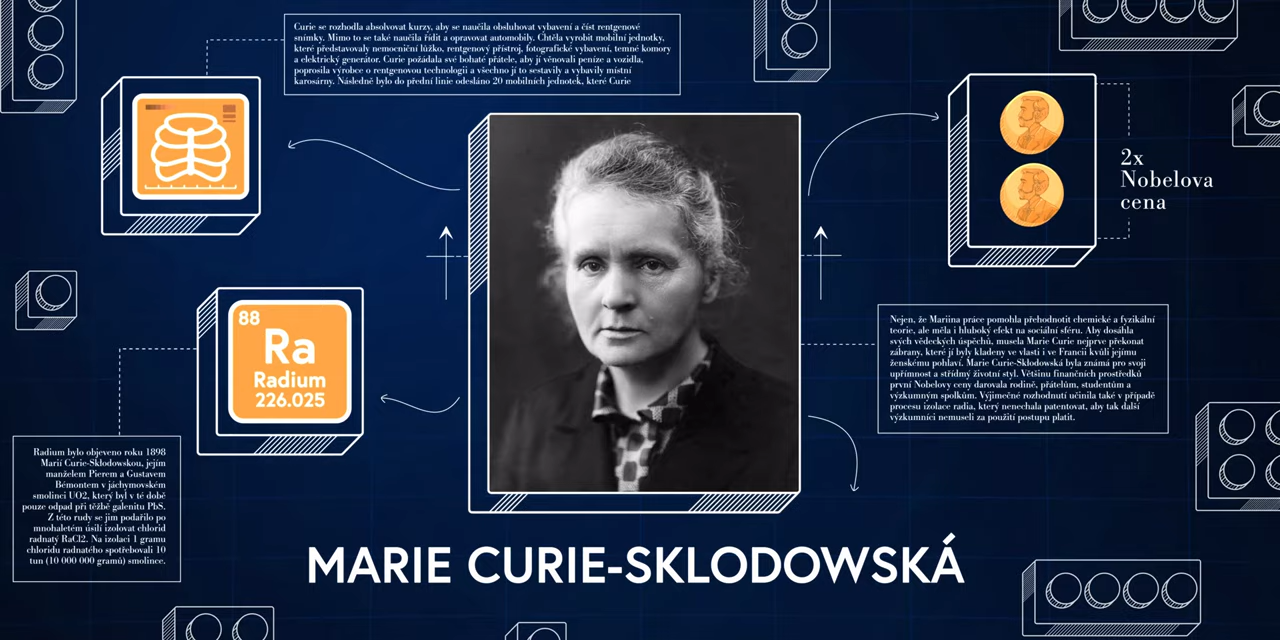 Curie se rozhodla absolvovat kurzy, aby se naučila obsluhovat vybavení a číst rentgenové
snímky. Mimo to se také naučila řídit a opravovat automobily. Chtěla vyrobit mobilní jednotky,
které představovaly nemocniční lůžko, rentgenový přístroj, fotografické vybavení, temné komory
a elektrický generátor. Curie požádala své bohaté přátele, aby jí věnovali peníze a vozidla,
poprosila výrobce o rentgenovou technologii a všechno jí to sestavily a vybavily místní
karosárny. Následně bylo do přední linie odesláno 20 mobilních jednotek, které Curie
2x
Nobelova
cena
88
Ra
Radium
226.025
Nejen, že Mariina práce pomohla přehodnotit chemické a fyzikální
teorie, ale měla i hluboký efekt na sociální sféru. Aby dosáhla
svých vědeckých úspěchů, musela Marie Curie nejprve překonat
zábrany, které jí byly kladeny ve vlasti i ve Francii kvůli jejímu
ženskému pohlaví. Marie Curie-Skłodowská byla známá pro svoji
upřímnost a střídmý životní styl. Většinu finančních prostředků
první Nobelovy ceny darovala rodině, přátelům, studentům a
výzkumným spolkům. Výjimečné rozhodnutí učinila také v případě
procesu izolace radia, který nenechala patentovat, aby tak další
výzkumníci nemuseli za použití postupu platit.
Radium bylo objeveno roku 1898
Marií Curie-Skłodowskou, jejím
manželem Pierem a Gustavem
Bémontem v jáchymovském
smolinci UO2, který byl v té době
pouze odpad při těžbě galenitu PbS.
Z této rudy se jim podařilo po
mnohaletém úsilí izolovat chlorid
radnatý RaCl2. Na izolaci 1 gramu
chloridu radnatého spotřebovali 10
tun (10 000 000 gramů) smolince.
MARIE CURIE-SKLODOWSKÁ